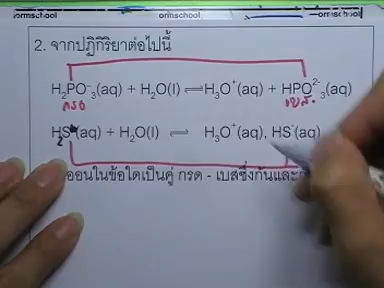 ormschool ormschool ormschool
2. จากปฏิกิริยาต่อไปนี้
H₂PO⁻₃(aq) + H₂O(l) ⇌ H₃O⁺(aq) + HPO²⁻₃(aq)
กรด เบส
H₂S (aq) + H₂O(l) ⇌ H₃O⁺(aq), HS⁻(aq)
ออนในข้อใดเป็นคู่ กรด - เบสซึ่งกันและ